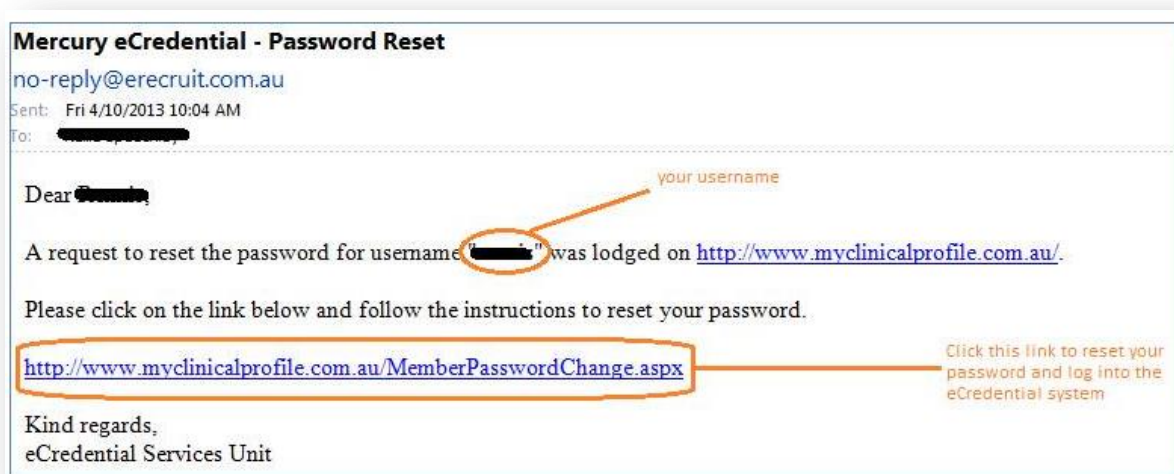 Mercury eCredential - Password Reset
no-reply@erecruit.com.au
Sent: Fri 4/10/2013 10:04 AM
To:
Dear
your username
A request to reset the password for username " " was lodged on http://www.myclinicalprofile.com.au/.
Please click on the link below and follow the instructions to reset your password.
http://www.myclinicalprofile.com.au/MemberPasswordChange.aspx
Click this link to reset your
password and log into the
eCredential system
Kind regards,
eCredential Services Unit